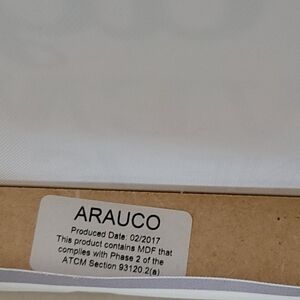 ARAUCO
Produced Date: 02/2017
This product contains MDF that
complies with Phase 2 of the
ATCM Section 93120.2(a)